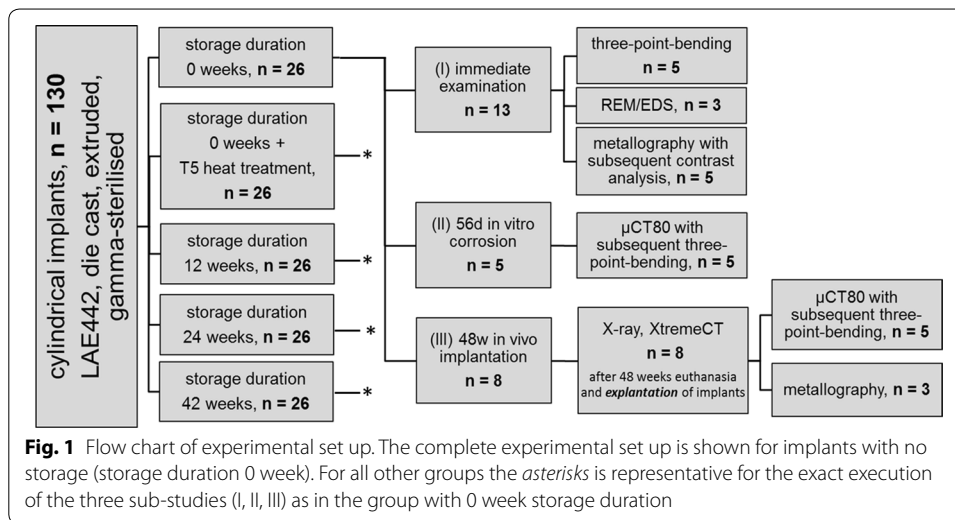 cylindrical implants, n = 130
LAE442, die cast, extruded,
gamma-sterilised
storage duration
0 weeks, n = 26
storage duration
0 weeks +
T5 heat treatment,
n = 26
*
storage duration
12 weeks, n = 26
*
storage duration
24 weeks, n = 26
*
storage duration
42 weeks, n = 26
*
(I) immediate
examination
n = 13
three-point-bending
n = 5
REM/EDS, n = 3
metallography with
subsequent contrast
analysis, n = 5
(II) 56d in vitro
corrosion
n = 5
µCT80 with
subsequent three-
point-bending, n = 5
(III) 48w in vivo
implantation
n = 8
X-ray, XtremeCT
n = 8
after 48 weeks euthanasia
and explantation of implants
µCT80 with
subsequent three-
point-bending, n = 5
metallography, n = 3
Fig. 1 Flow chart of experimental set up. The complete experimental set up is shown for implants with no
storage (storage duration 0 week). For all other groups the asterisks is representative for the exact execution
of the three sub-studies (I, II, III) as in the group with 0 week storage duration